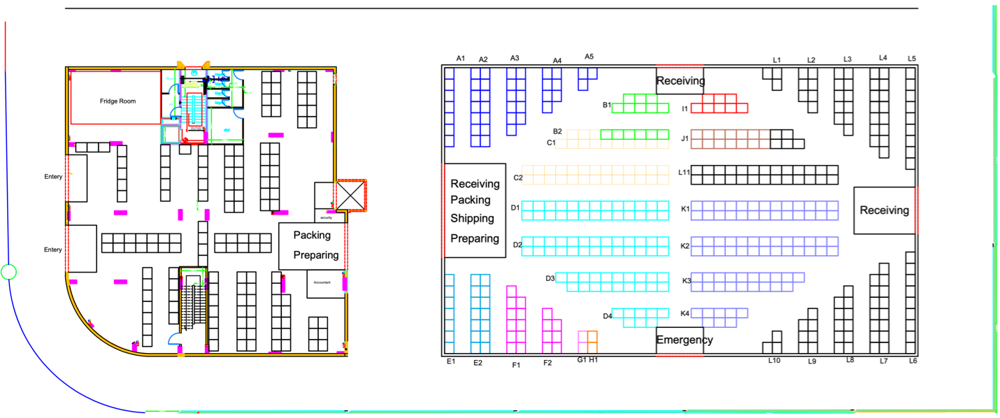 Fridge Room
Entery
Entery
security
Packing
Preparing
Accountant
A1
A2
A3
A4
A5
L1
L2
L3
L4
L5
Receiving
B1
I1
B2
C1
J1
C2
L11
Receiving
Packing
Shipping
Preparing
D1
K1
Receiving
D2
K2
D3
K3
D4
K4
Emergency
E1
E2
F1
F2
G1
H1
L10
L9
L8
L7
L6